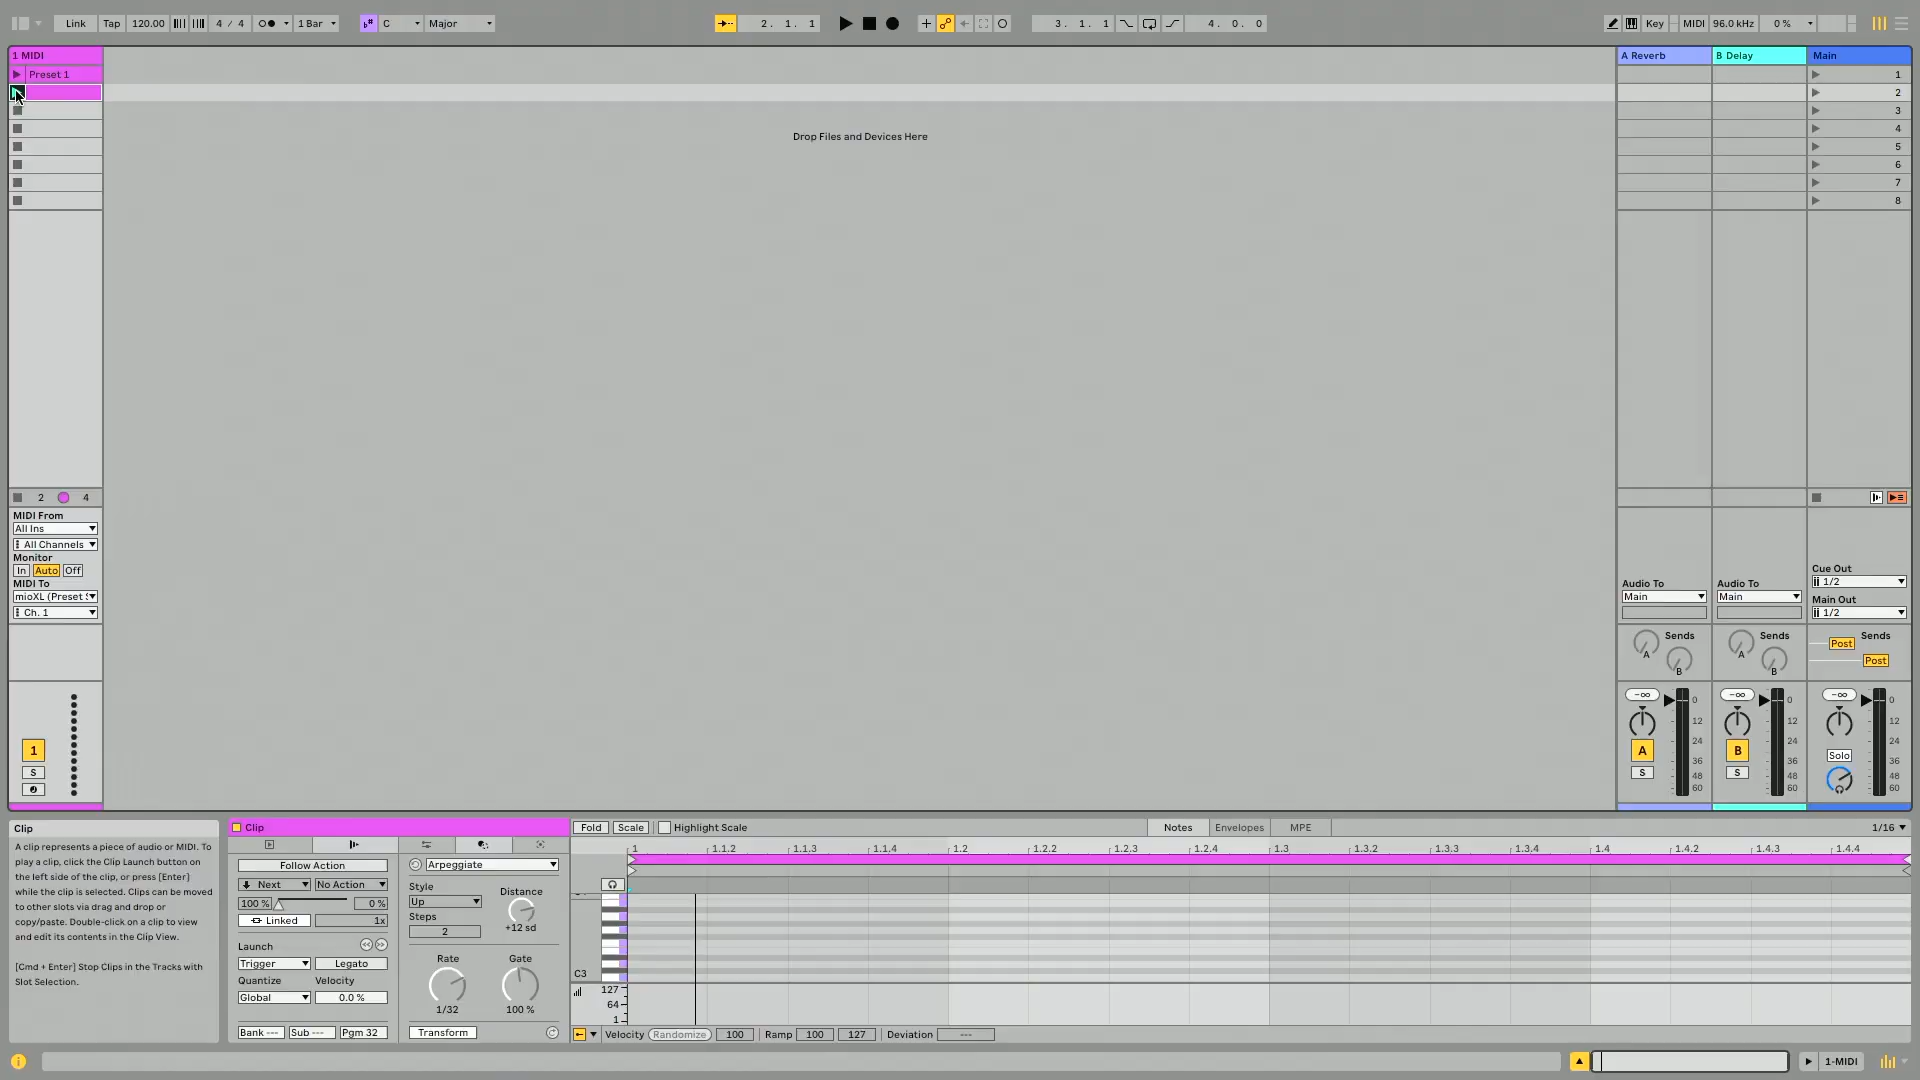 Link Tap 120.00 4 / 4 1 Bar C Major 2. 1. 1 3. 1. 1 4. 0. 0 Key MIDI 96.0 kHz 0 %
1 MIDI A Reverb B Delay Main
Preset 1 1
2
Drop Files and Devices Here
3
4
5
6
7
8
2 4
MIDI From
All Ins
All Channels
Monitor
In Auto Off
MIDI To
mioXL (Preset
Ch. 1
Audio To
Main
Audio To
Main
Cue Out
1/2
Main Out
1/2
Sends
A
B
Sends
A
B
Sends
Post
Post
-∞ 0
12
24
36
48
60
A
S
-∞ 0
12
24
36
48
60
B
S
-∞ 0
12
24
36
48
60
Solo
1
S
Clip
A clip represents a piece of audio or MIDI. To
play a clip, click the Clip Launch button on
the left side of the clip, or press [Enter]
while the clip is selected. Clips can be moved
to other slots via drag and drop or
copy/paste. Double-click on a clip to view
and edit its contents in the Clip View.
[Cmd + Enter] Stop Clips in the Tracks with
Slot Selection.
Clip
Follow Action
Next No Action
100 % 0 %
Linked 1x
Launch
Trigger Legato
Quantize Velocity
Global 0.0 %
Bank --- Sub --- Pgm 32
Arpeggiate
Style
Up
Steps
2
Distance
+12 sd
Rate Gate
1/32 100 %
Transform
Fold Scale Highlight Scale Notes Envelopes MPE 1/16
1 1.1.2 1.1.3 1.1.4 1.2 1.2.2 1.2.3 1.2.4 1.3 1.3.2 1.3.3 1.3.4 1.4 1.4.2 1.4.3 1.4.4
C3
127
64
1
Velocity Randomize 100 Ramp 100 127 Deviation ---
1-MIDI